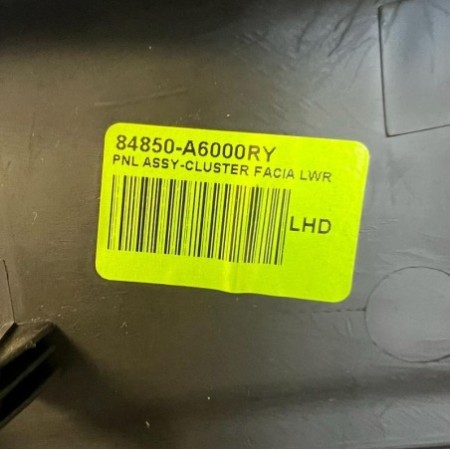 84850-A6000RY
PNL ASSY-CLUSTER FACIA LWR
LHD